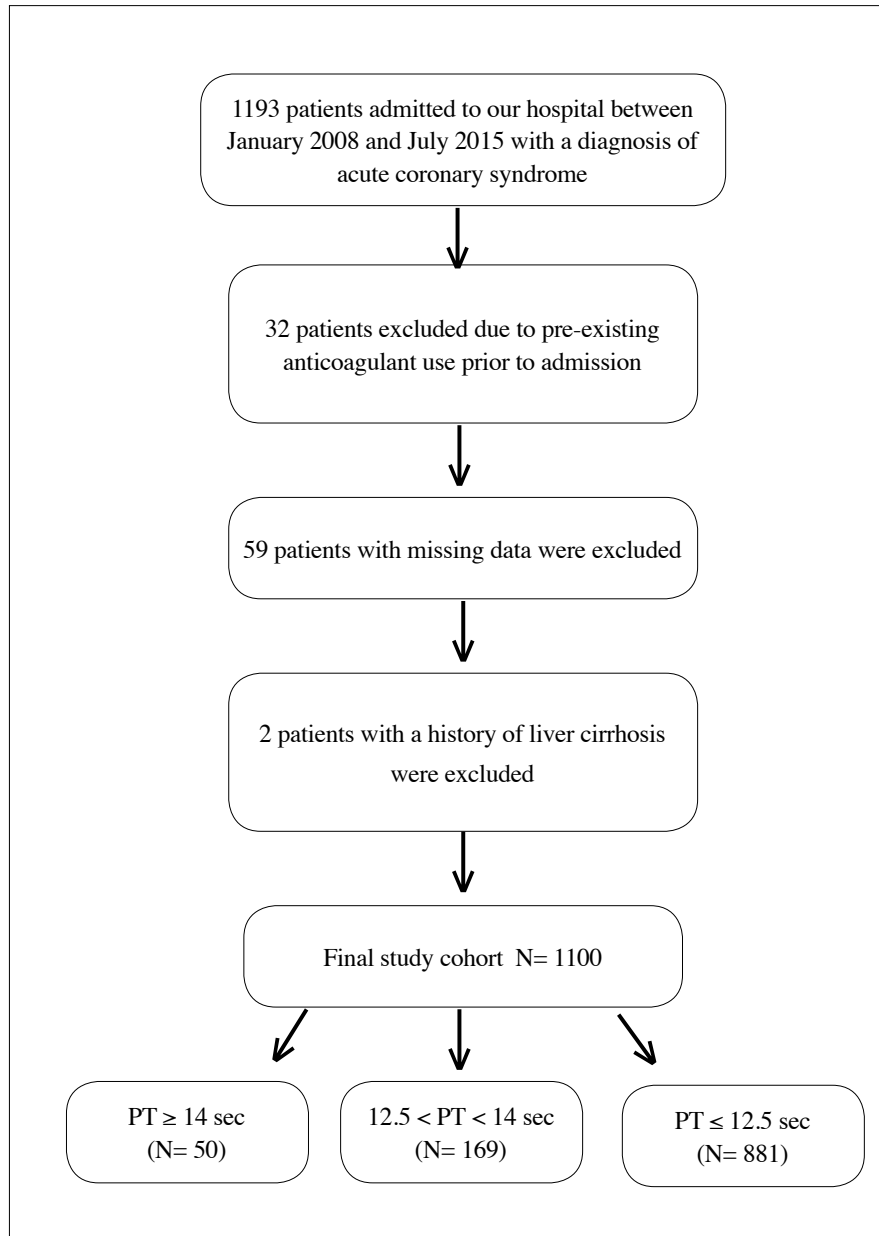 1193 patients admitted to our hospital between
January 2008 and July 2015 with a diagnosis of
acute coronary syndrome
32 patients excluded due to pre-existing
anticoagulant use prior to admission
59 patients with missing data were excluded
2 patients with a history of liver cirrhosis
were excluded
Final study cohort N= 1100
PT ≥ 14 sec
(N= 50)
12.5 < PT < 14 sec
(N= 169)
PT ≤ 12.5 sec
(N= 881)